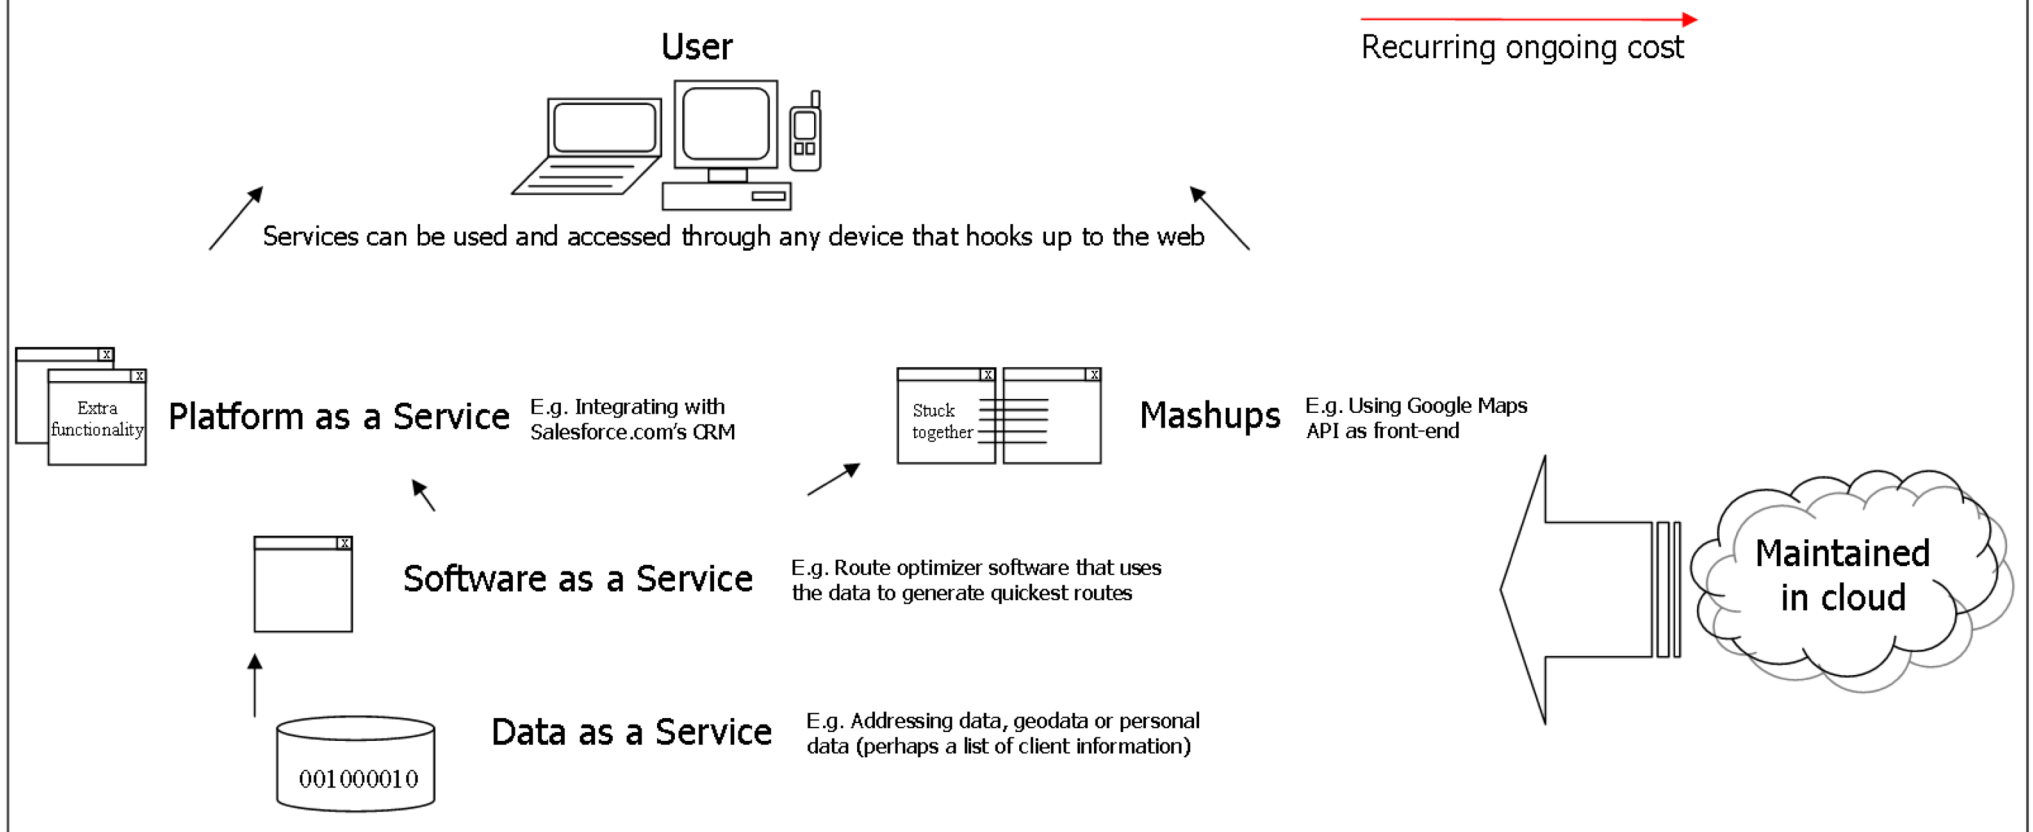 User
Recurring ongoing cost
Services can be used and accessed through any device that hooks up to the web
X
X
Extra
functionality
Platform as a Service
E.g. Integrating with
Salesforce.com's CRM
X
X
Stuck
together
Mashups
E.g. Using Google Maps
API as front-end
X
Software as a Service
E.g. Route optimizer software that uses
the data to generate quickest routes
Maintained
in cloud
001000010
Data as a Service
E.g. Addressing data, geodata or personal
data (perhaps a list of client information)